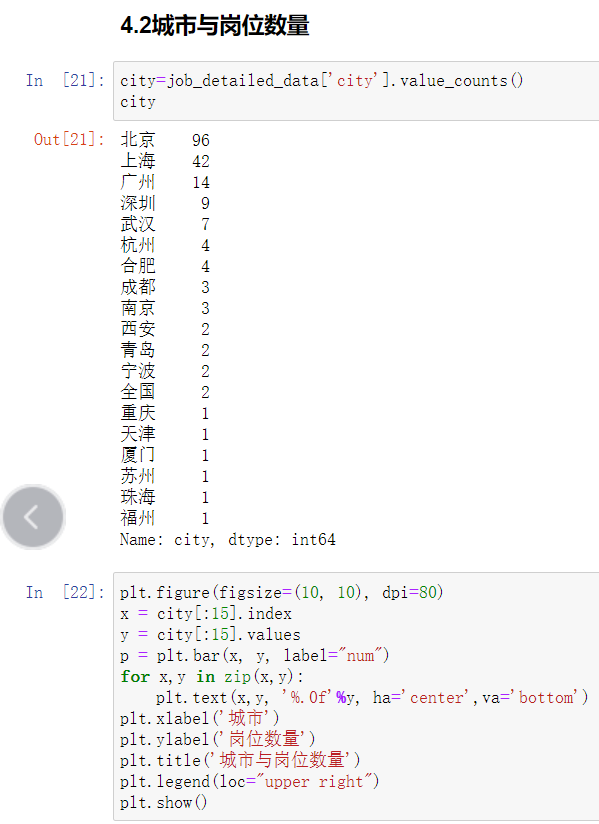 4.2城市与岗位数量
In [21]: city=job_detailed_data['city'].value_counts()
city
Out[21]: 北京 96
上海 42
广州 14
深圳 9
武汉 7
杭州 4
合肥 4
成都 3
南京 3
西安 2
青岛 2
宁波 2
全国 2
重庆 1
天津 1
厦门 1
苏州 1
珠海 1
福州 1
Name: city, dtype: int64
In [22]: plt.figure(figsize=(10, 10), dpi=80)
x = city[:15].index
y = city[:15].values
p = plt.bar(x, y, label="num")
for x,y in zip(x,y):
    plt.text(x,y, '%.0f'%y, ha='center',va='bottom')
plt.xlabel('城市')
plt.ylabel('岗位数量')
plt.title('城市与岗位数量')
plt.legend(loc="upper right")
plt.show()